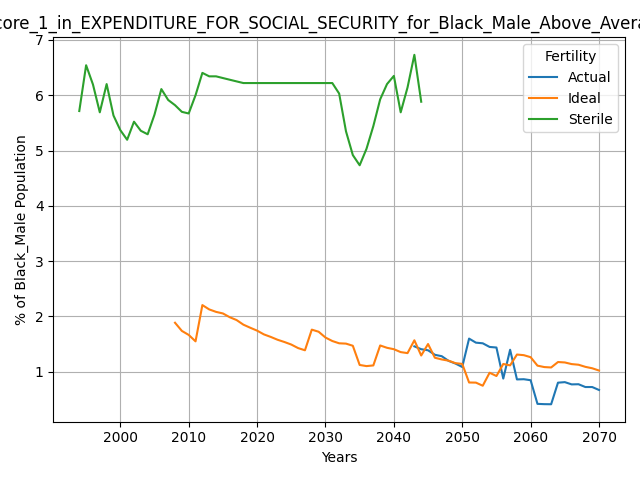 core_1_in_EXPENDITURE_FOR_SOCIAL_SECURITY_for_Black_Male_Above_Avera
Fertility
Actual
Ideal
Sterile
% of Black_Male Population
7
6
5
4
3
2
1
2000 2010 2020 2030 2040 2050 2060 2070
Years